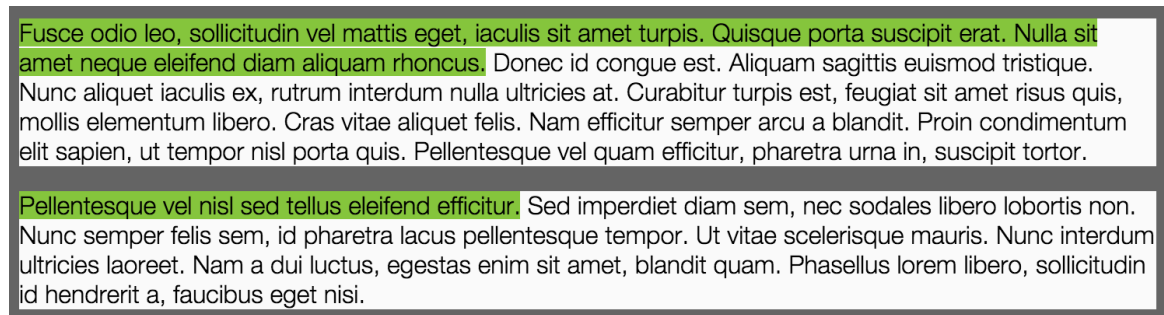 Fusce odio leo, sollicitudin vel mattis eget, iaculis sit amet turpis. Quisque porta suscipit erat. Nulla sit
amet neque eleifend diam aliquam rhoncus. Donec id congue est. Aliquam sagittis euismod tristique.
Nunc aliquet iaculis ex, rutrum interdum nulla ultricies at. Curabitur turpis est, feugiat sit amet risus quis,
mollis elementum libero. Cras vitae aliquet felis. Nam efficitur semper arcu a blandit. Proin condimentum
elit sapien, ut tempor nisl porta quis. Pellentesque vel quam efficitur, pharetra urna in, suscipit tortor.
Pellentesque vel nisl sed tellus eleifend efficitur. Sed imperdiet diam sem, nec sodales libero lobortis non.
Nunc semper felis sem, id pharetra lacus pellentesque tempor. Ut vitae scelerisque mauris. Nunc interdum
ultricies laoreet. Nam a dui luctus, egestas enim sit amet, blandit quam. Phasellus lorem libero, sollicitudin
id hendrerit a, faucibus eget nisi.